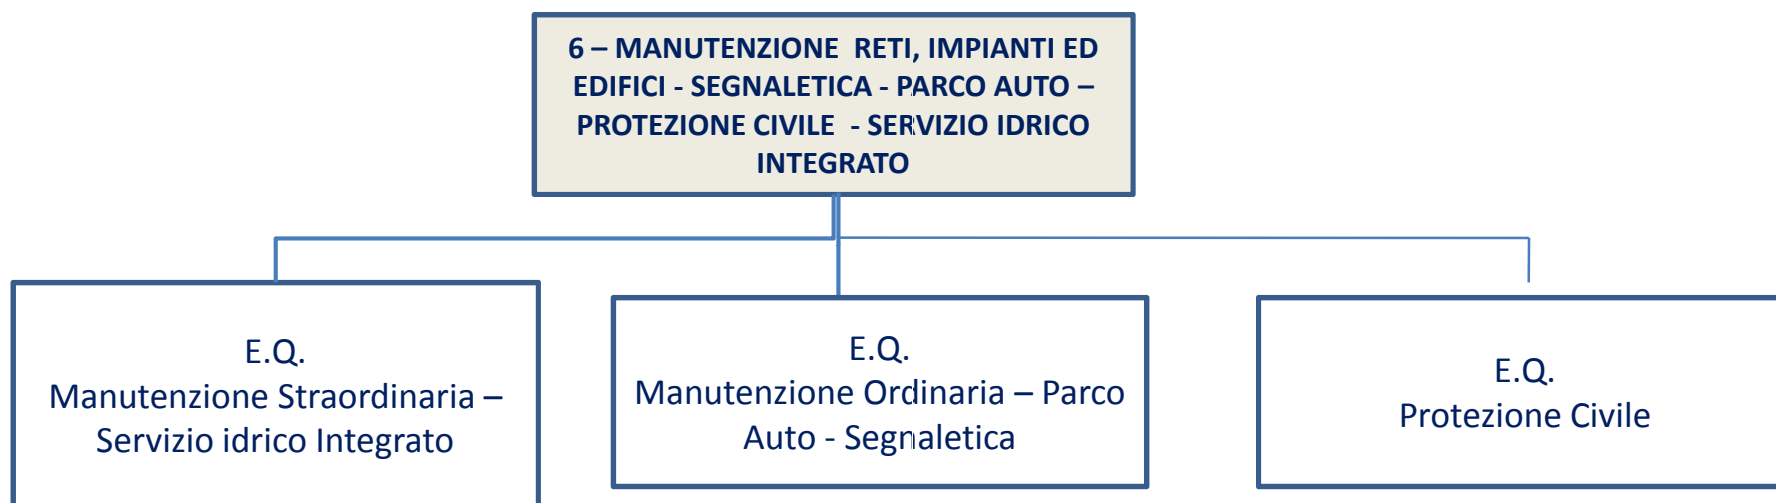 6 – MANUTENZIONE RETI, IMPIANTI ED
EDIFICI - SEGNALETICA - PARCO AUTO –
PROTEZIONE CIVILE - SERVIZIO IDRICO
INTEGRATO
E.Q.
Manutenzione Straordinaria –
Servizio idrico Integrato
E.Q.
Manutenzione Ordinaria – Parco
Auto - Segnaletica
E.Q.
Protezione Civile